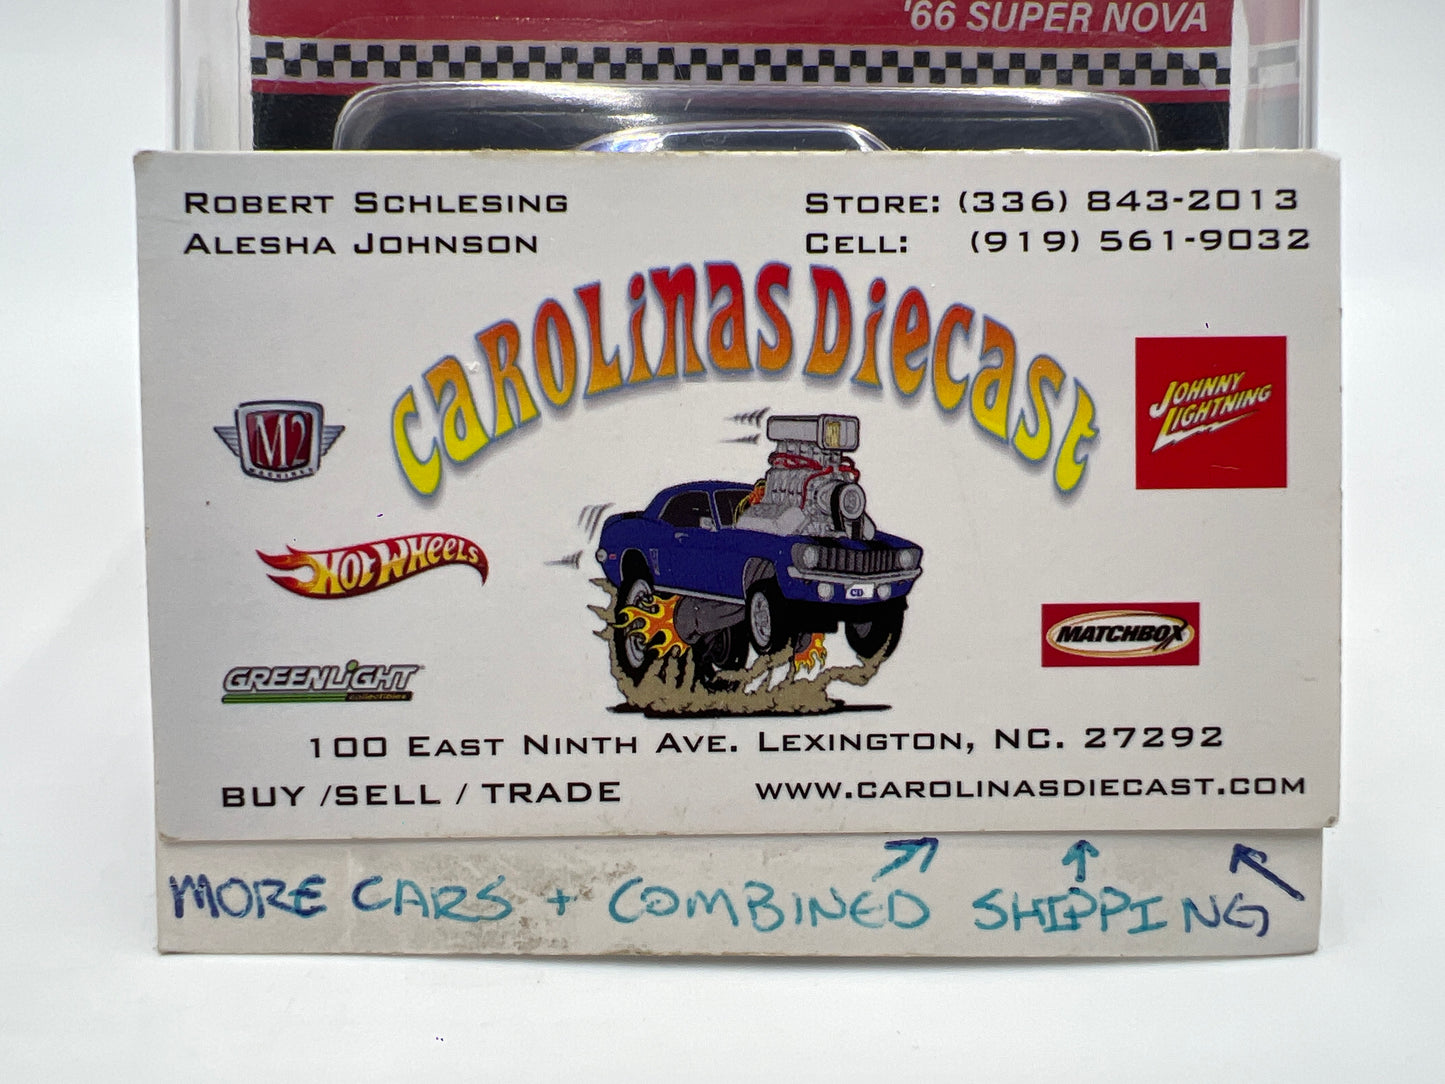 '66 SUPER NOVA
ROBERT SCHLESING
ALESHA JOHNSON
STORE: (336) 843-2013
CELL: (919) 561-9032
CAROLINAS DIECAST
M2
MACHINES
JOHNNY
LIGHTNING
HOT WHEELS
MATCHBOX
GREENLIGHT
collectibles
100 EAST NINTH AVE. LEXINGTON, NC. 27292
BUY /SELL / TRADE
WWW.CAROLINASDIECAST.COM
MORE CARS + COMBINED SHIPPING